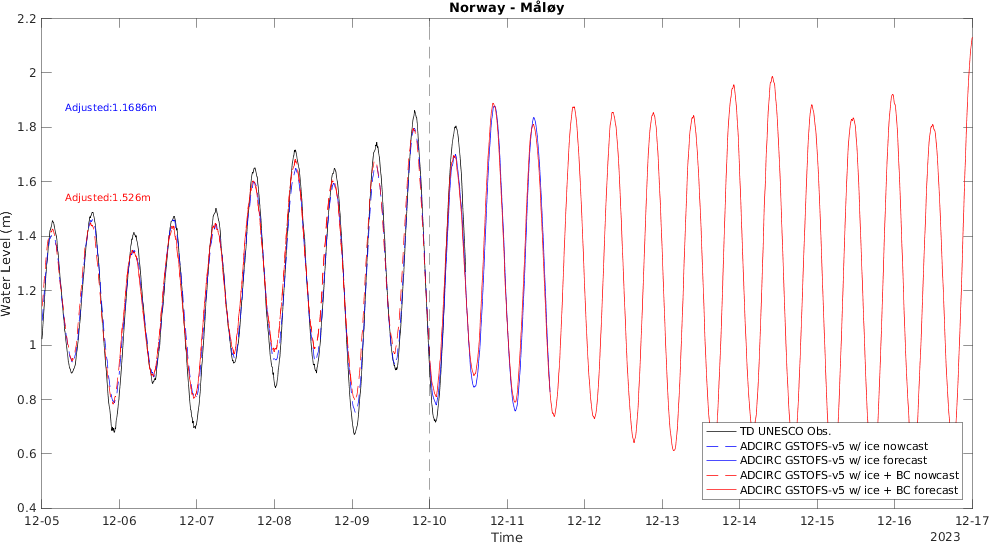 Norway - Måløy
2.2
2
1.8
1.6
1.4
1.2
1
0.8
0.6
0.4
Water Level (m)
Adjusted:1.1686m
Adjusted:1.526m
TD UNESCO Obs.
ADCIRC GSTOFS-v5 w/ ice nowcast
ADCIRC GSTOFS-v5 w/ ice forecast
ADCIRC GSTOFS-v5 w/ ice + BC nowcast
ADCIRC GSTOFS-v5 w/ ice + BC forecast
12-05 12-06 12-07 12-08 12-09 12-10 12-11 12-12 12-13 12-14 12-15 12-16 12-17
Time
2023